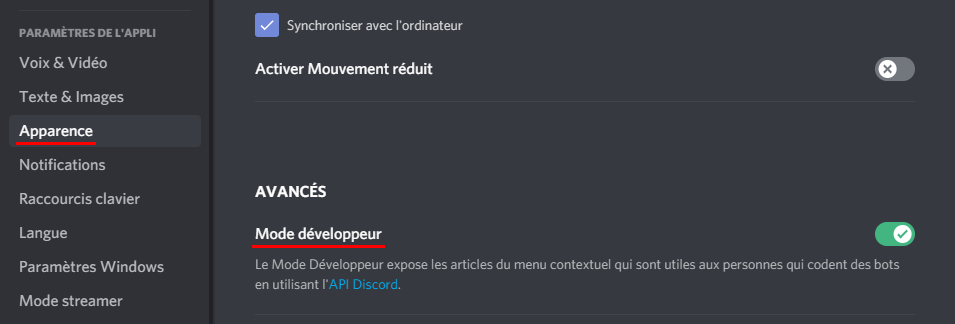 PARAMÈTRES DE L'APPLI
Voix & Vidéo
Texte & Images
Apparence
Notifications
Raccourcis clavier
Langue
Paramètres Windows
Mode streamer
Synchroniser avec l'ordinateur
Activer Mouvement réduit
AVANCÉS
Mode développeur
Le Mode Développeur expose les articles du menu contextuel qui sont utiles aux personnes qui codent des bots
en utilisant l'API Discord.